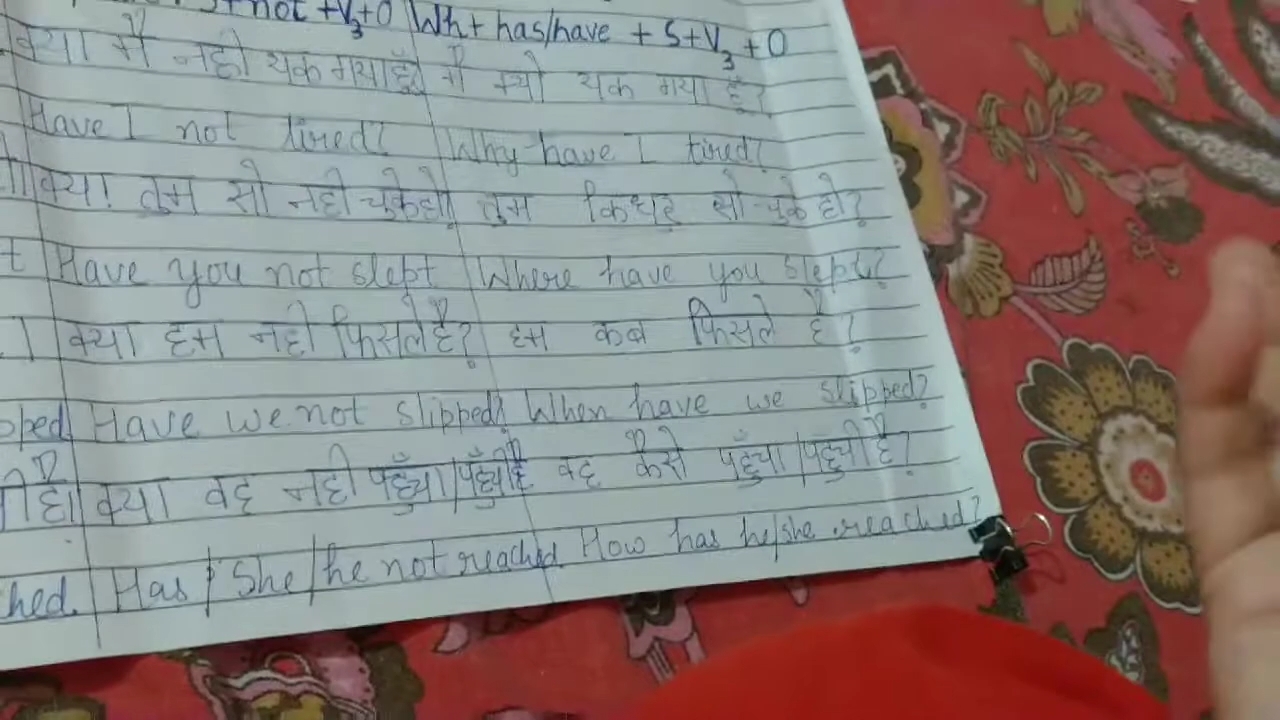 not + V3 + O | Wh + has/have + S + V3 + O
क्या मैं नही थक गया हूँ? मैं क्यों थक गया हूँ?
Have I not tired? Why have I tired?
क्या तुम सो नही चुके हो तुम किधर सो चुके हो?
Have you not slept Where have you slept?
क्या हम नही फिसले हैं? हम कब फिसले हैं?
pped Have we not slipped? When have we slipped?
क्या वह नही पहुँचा/पहुँची है वह कैसे पहुँचा/पहुँची है?
ched. Has/She/he not reached How has he/she reached?